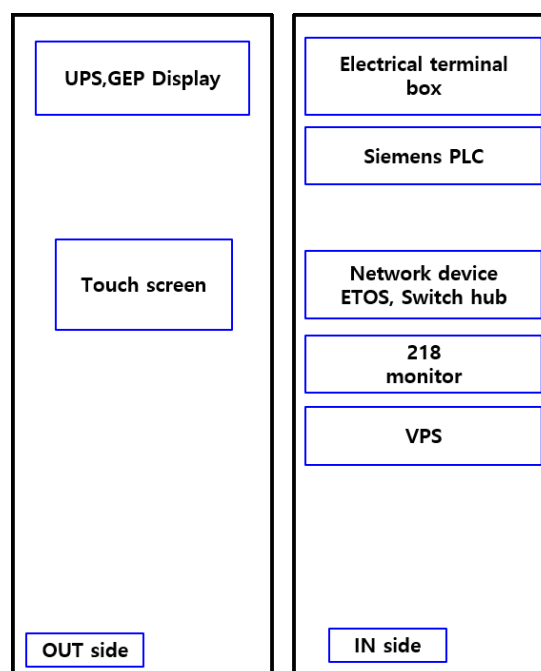 UPS,GEP Display
Touch screen
OUT side
Electrical terminal
box
Siemens PLC
Network device
ETOS, Switch hub
218
monitor
VPS
IN side